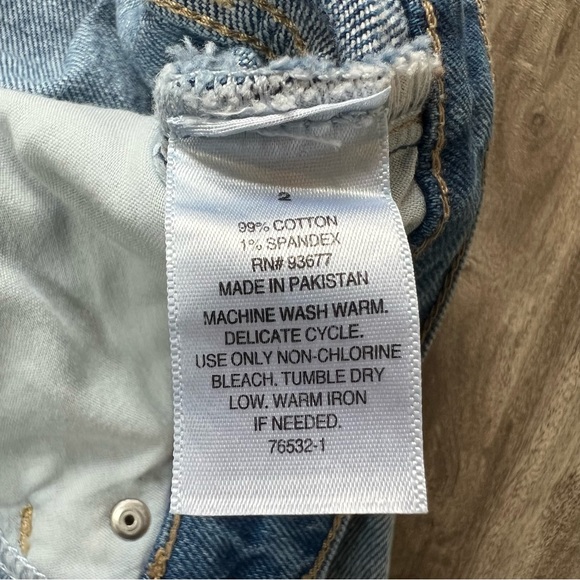 2
99% COTTON
1% SPANDEX
RN# 93677
MADE IN PAKISTAN
MACHINE WASH WARM.
DELICATE CYCLE.
USE ONLY NON-CHLORINE
BLEACH. TUMBLE DRY
LOW. WARM IRON
IF NEEDED.
76532-1